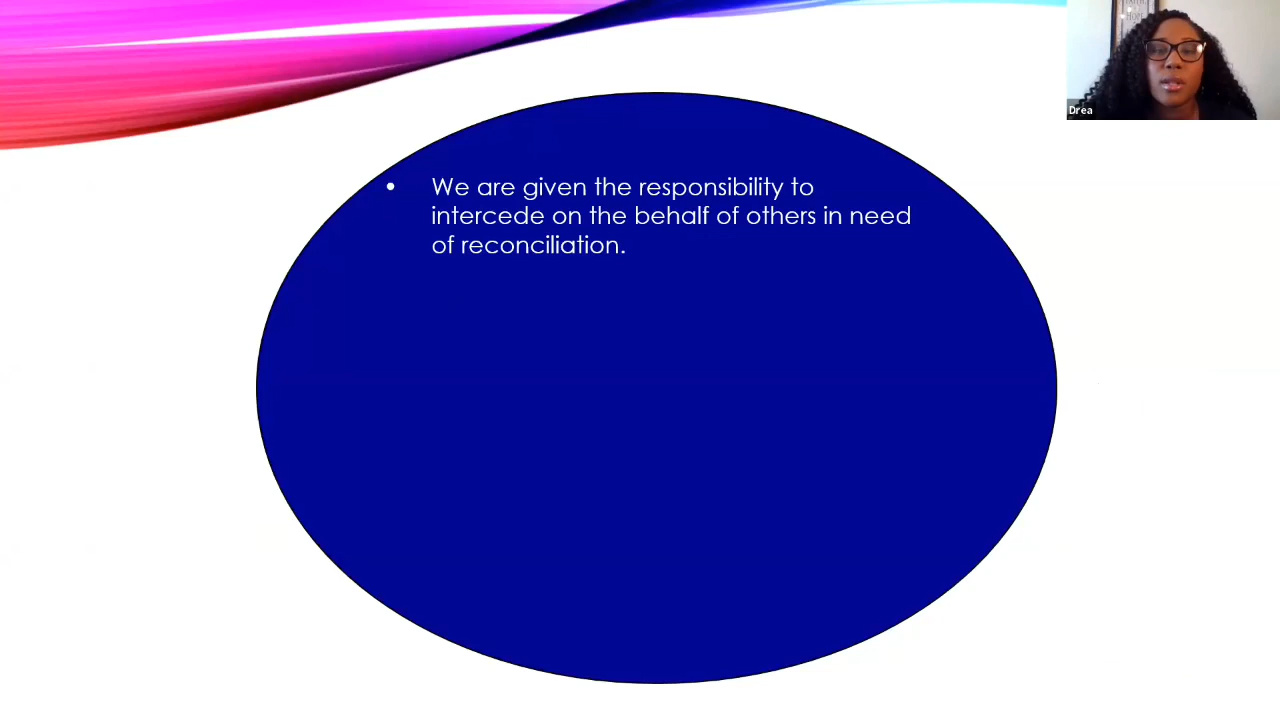 Drea
• We are given the responsibility to
intercede on the behalf of others in need
of reconciliation.